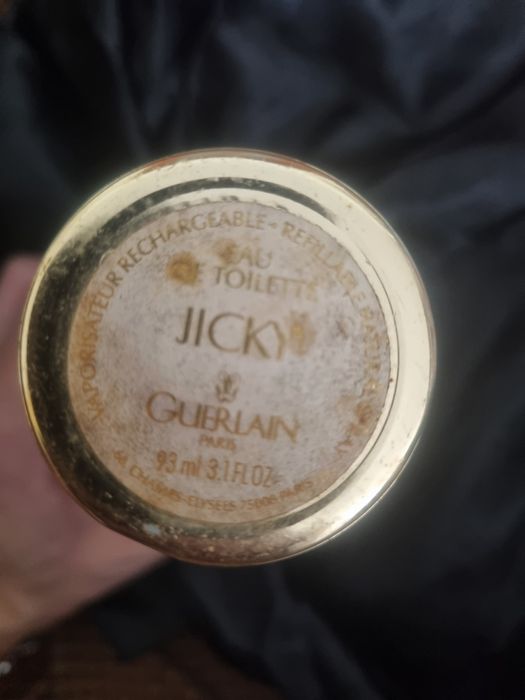 VAPORISATEUR RECHARGEABLE - REFILLABLE
EAU
DE TOILETTE
JICKY
GUERLAIN
PARIS
93 ml 3.1 FL.OZ
68, CHAMPS-ELYSEES 75008 PARIS